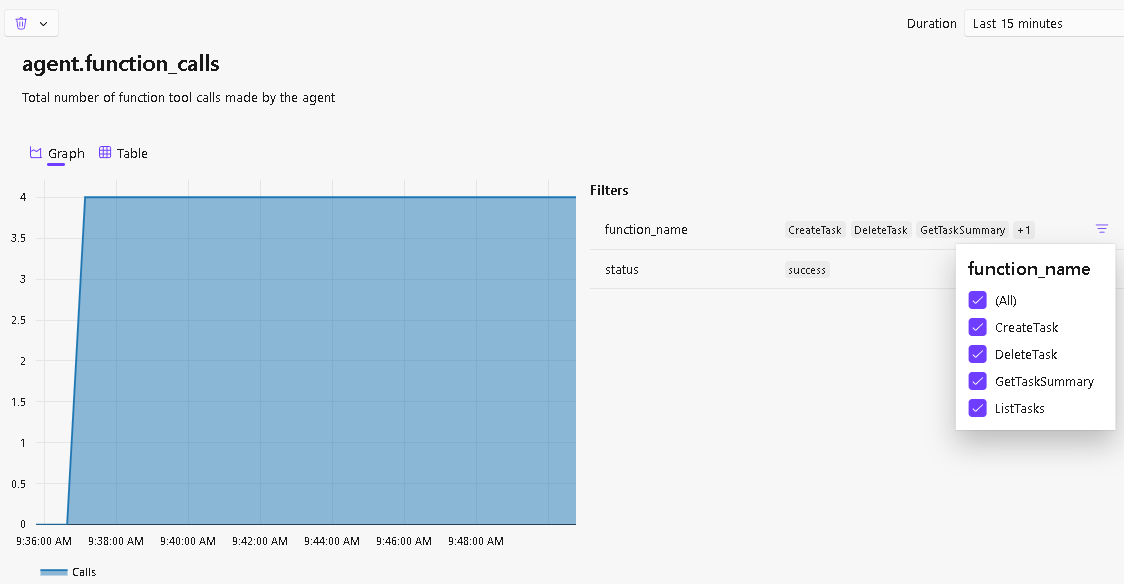 Duration Last 15 minutes
agent.function_calls
Total number of function tool calls made by the agent
Graph Table
Filters
function_name CreateTask DeleteTask GetTaskSummary +1
status success
function_name
(All)
CreateTask
DeleteTask
GetTaskSummary
ListTasks
4
3.5
3
2.5
2
1.5
1
0.5
0
9:36:00 AM 9:38:00 AM 9:40:00 AM 9:42:00 AM 9:44:00 AM 9:46:00 AM 9:48:00 AM
Calls